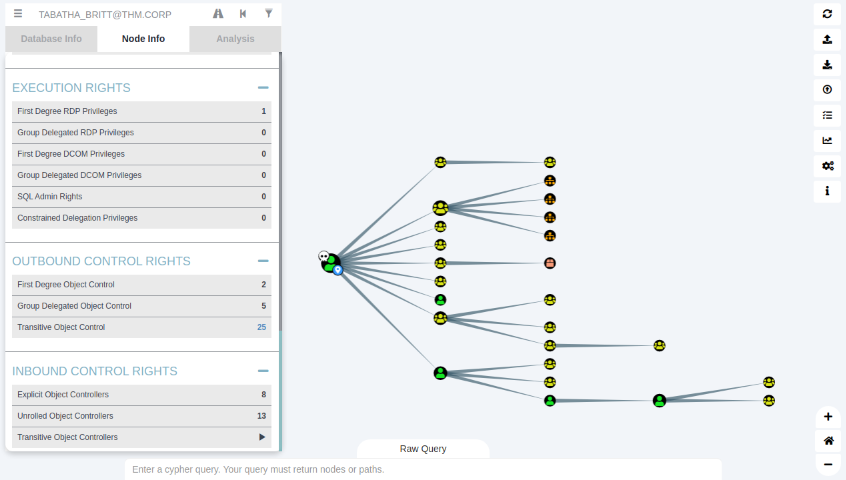 TABATHA_BRITT@THM.CORP
Database Info
Node Info
Analysis
EXECUTION RIGHTS
First Degree RDP Privileges 1
Group Delegated RDP Privileges 0
First Degree DCOM Privileges 0
Group Delegated DCOM Privileges 0
SQL Admin Rights 0
Constrained Delegation Privileges 0
OUTBOUND CONTROL RIGHTS
First Degree Object Control 2
Group Delegated Object Control 5
Transitive Object Control 25
INBOUND CONTROL RIGHTS
Explicit Object Controllers 8
Unrolled Object Controllers 13
Transitive Object Controllers
Raw Query
Enter a cypher query. Your query must return nodes or paths.